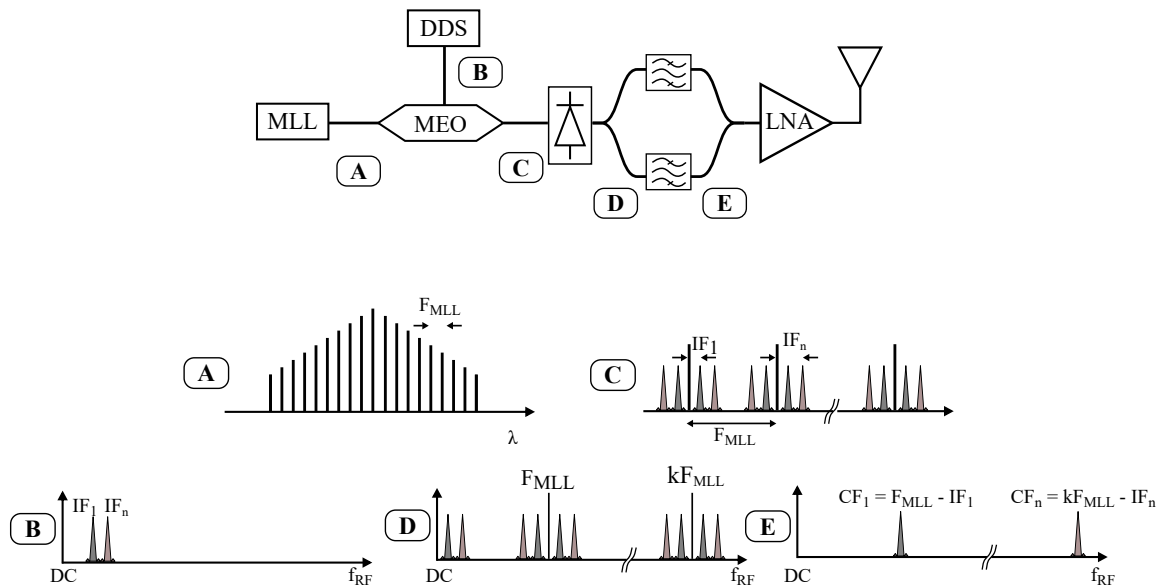 DDS
B
MLL
MEO
LNA
A
C
D
E
F_MLL
A
λ
IF_1
IF_n
C
F_MLL
B
IF_1 IF_n
DC
f_RF
D
F_MLL
kF_MLL
DC
f_RF
E
CF_1 = F_MLL - IF_1
CF_n = kF_MLL - IF_n
DC
f_RF